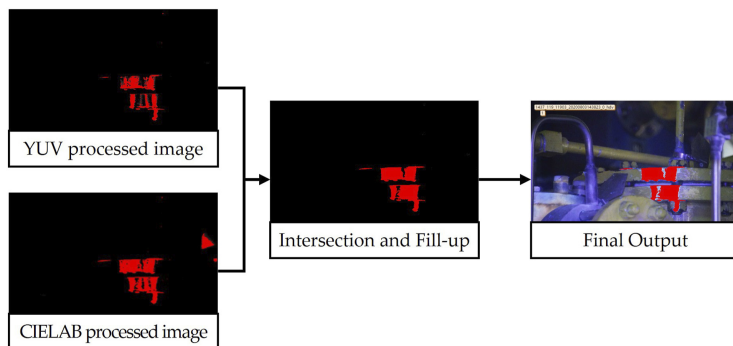 YUV processed image
CIELAB processed image
Intersection and Fill-up
Final Output